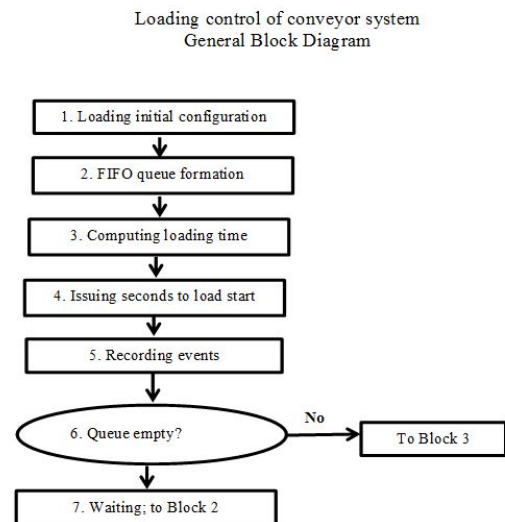 Loading control of conveyor system
General Block Diagram
1. Loading initial configuration
2. FIFO queue formation
3. Computing loading time
4. Issuing seconds to load start
5. Recording events
6. Queue empty?
No
To Block 3
7. Waiting; to Block 2